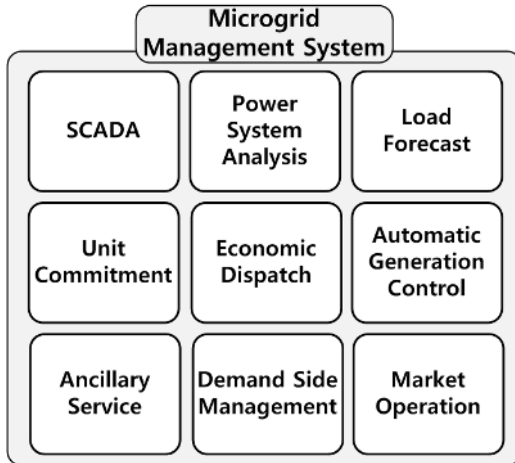 Microgrid
Management System
SCADA
Power
System
Analysis
Load
Forecast
Unit
Commitment
Economic
Dispatch
Automatic
Generation
Control
Ancillary
Service
Demand Side
Management
Market
Operation